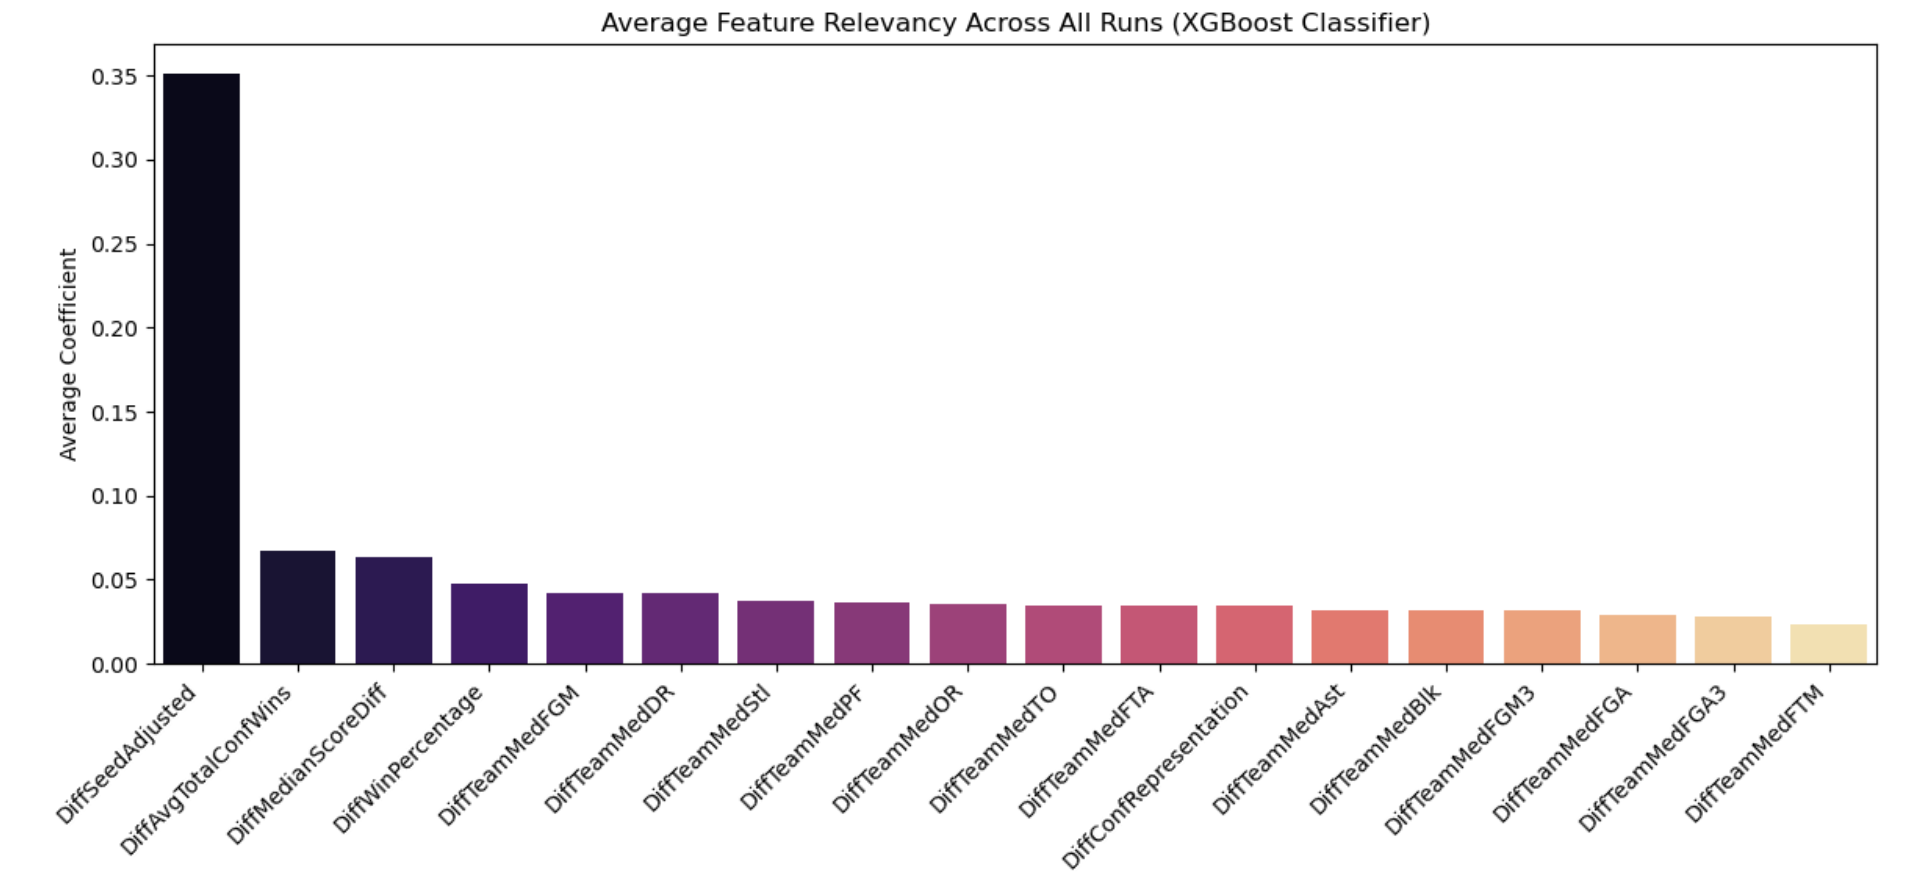 Average Feature Relevancy Across All Runs (XGBoost Classifier)
Average Coefficient
0.35
0.30
0.25
0.20
0.15
0.10
0.05
0.00
DiffSeedAdjusted
DiffAvgTotalConfWins
DiffMedianScoreDiff
DiffWinPercentage
DiffTeamMedFGM
DiffTeamMedDR
DiffTeamMedStl
DiffTeamMedPF
DiffTeamMedOR
DiffTeamMedTO
DiffTeamMedFTA
DiffConfRepresentation
DiffTeamMedAst
DiffTeamMedBlk
DiffTeamMedFGM3
DiffTeamMedFGA
DiffTeamMedFGA3
DiffTeamMedFTM